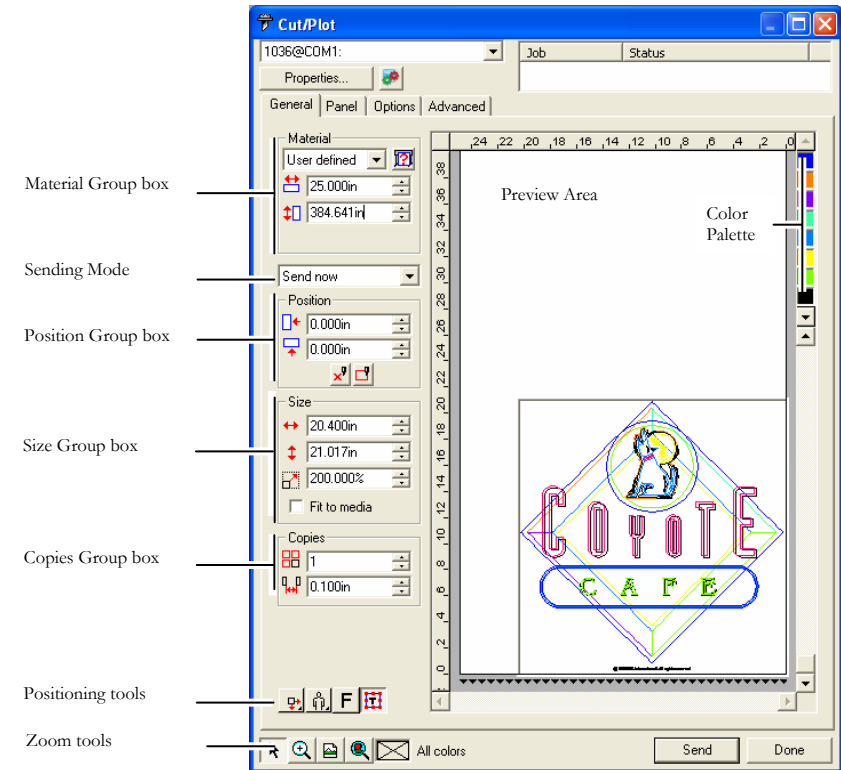 Cut/Plot
1036@COM1:
Job Status
Properties...
General Panel Options Advanced
Material
User defined
25.000in
384.641in
Material Group box
Sending Mode
Send now
Position
0.000in
0.000in
Position Group box
Size
20.400in
21.017in
200.000%
Fit to media
Size Group box
Copies
1
0.100in
Copies Group box
Positioning tools
F T
Zoom tools
All colors
Send Done
24 22 20 18 16 14 12 10 8 6 4 2 0
38
36
34
32
30
28
26
24
22
20
18
16
14
12
10
8
6
4
2
0
Preview Area
Color
Palette
COYOTE
CAFE